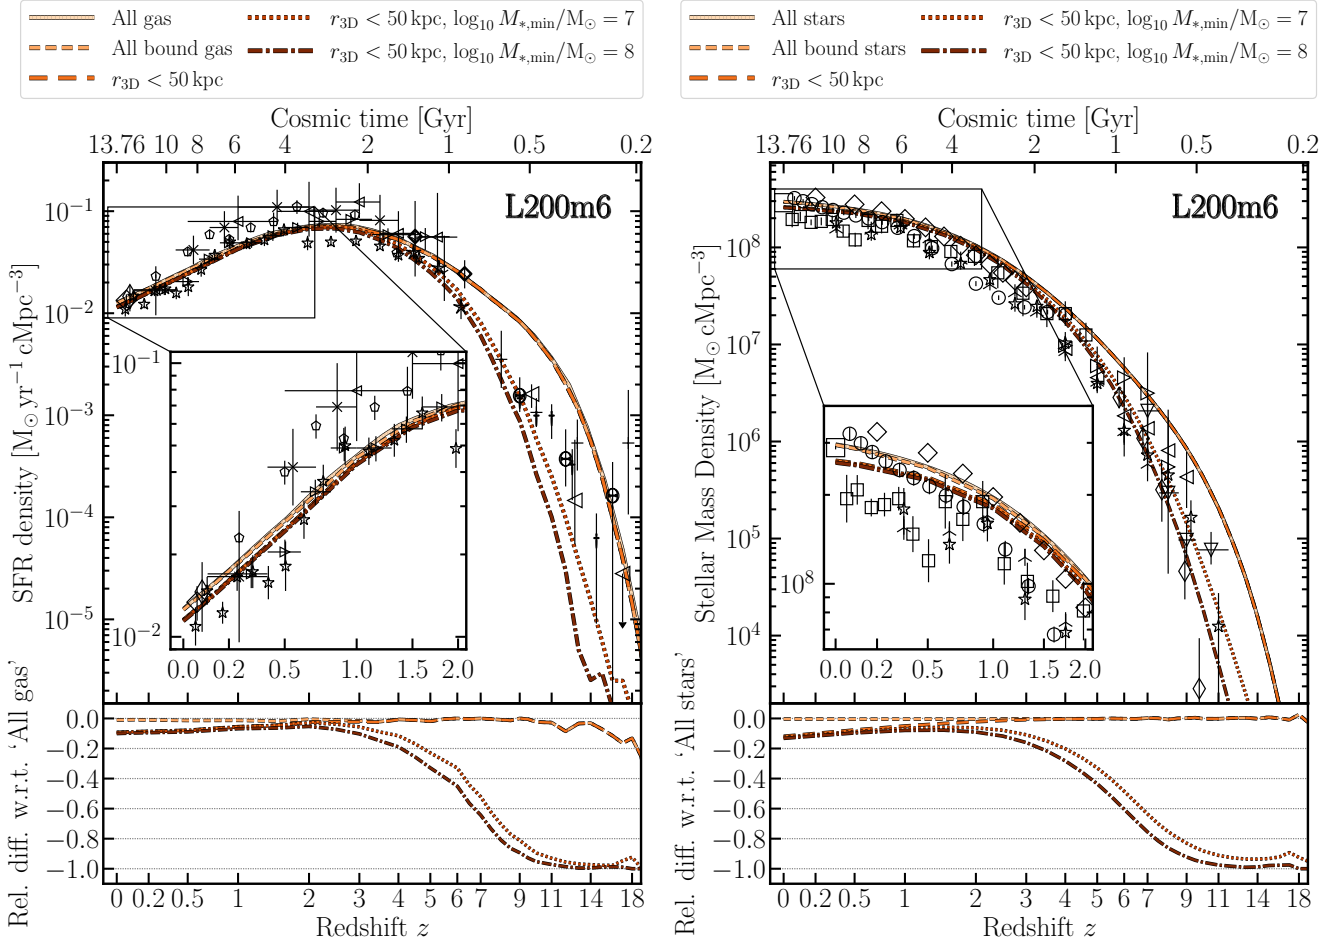 All gas
All bound gas
r3D < 50 kpc
r3D < 50 kpc, log10 M*,min/M⊙ = 7
r3D < 50 kpc, log10 M*,min/M⊙ = 8
Cosmic time [Gyr]
13.76 10 8 6 4 2 1 0.5 0.2
L200m6
SFR density [M⊙ yr−1 cMpc−3]
10−1
10−2
10−3
10−4
10−5
10−1
10−2
0.0 0.2 0.5 1.0 1.5 2.0
Rel. diff. w.r.t. ‘All gas’
0.0
−0.2
−0.4
−0.6
−0.8
−1.0
0 0.2 0.5 1 2 3 4 5 6 7 9 11 14 18
Redshift z
All stars
All bound stars
r3D < 50 kpc
r3D < 50 kpc, log10 M*,min/M⊙ = 7
r3D < 50 kpc, log10 M*,min/M⊙ = 8
Cosmic time [Gyr]
13.76 10 8 6 4 2 1 0.5 0.2
L200m6
Stellar Mass Density [M⊙ cMpc−3]
108
107
106
105
104
108
0.0 0.2 0.5 1.0 1.5 2.0
Rel. diff. w.r.t. ‘All stars’
0.0
−0.2
−0.4
−0.6
−0.8
−1.0
0 0.2 0.5 1 2 3 4 5 6 7 9 11 14 18
Redshift z